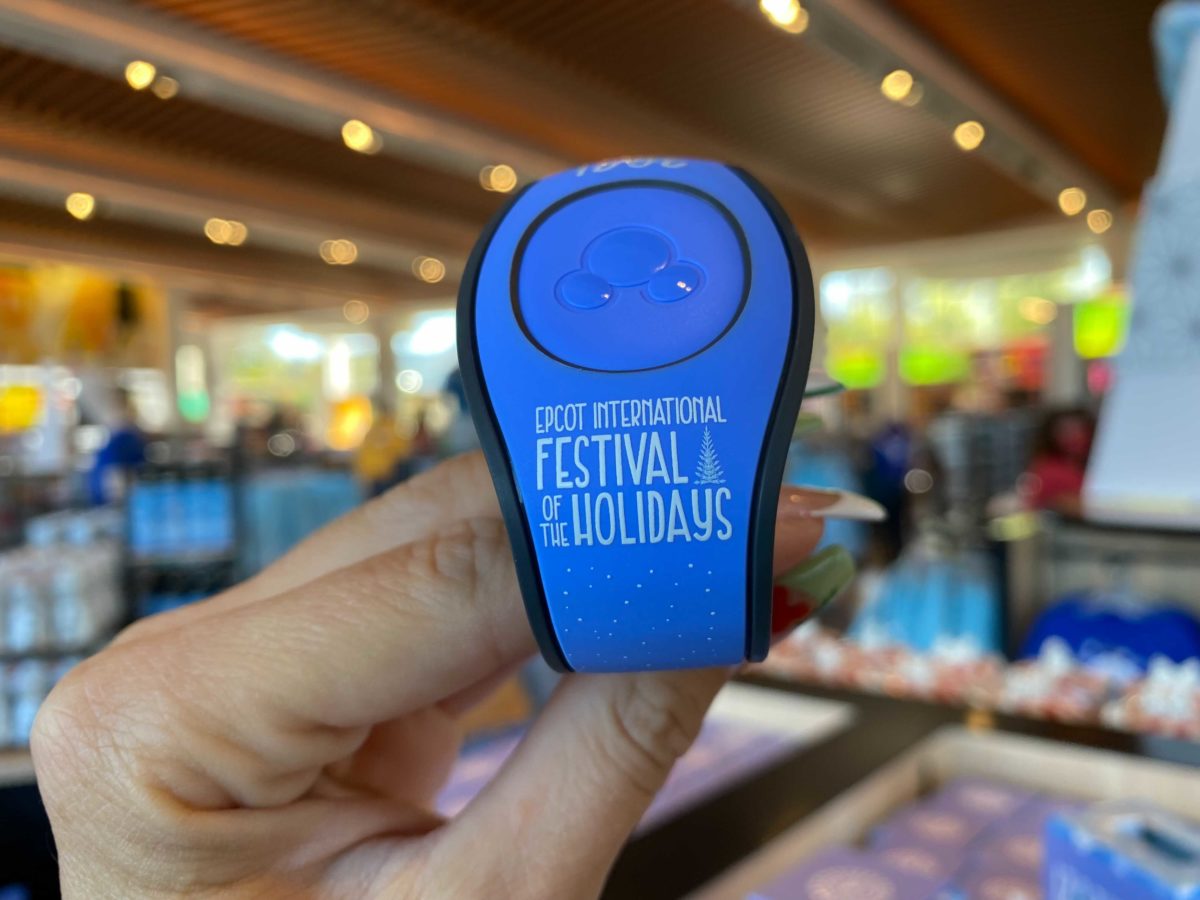 EPCOT INTERNATIONAL
FESTIVAL
OF THE HOLIDAYS